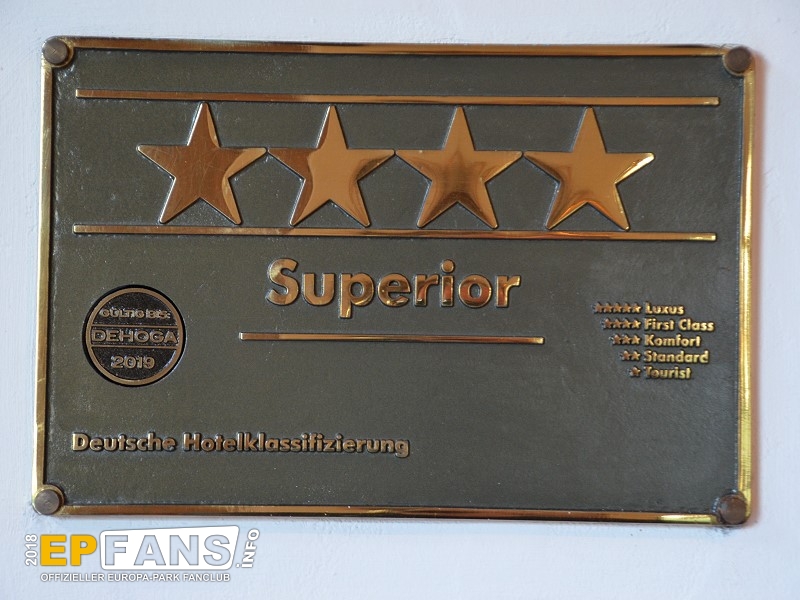 Superior
GÜLTIG BIS:
DEHOGA
2019
***** Luxus
**** First Class
*** Komfort
** Standard
* Tourist
Deutsche Hotelklassifizierung
2018 EPFANS.INFO
OFFIZIELLER EUROPA-PARK FANCLUB